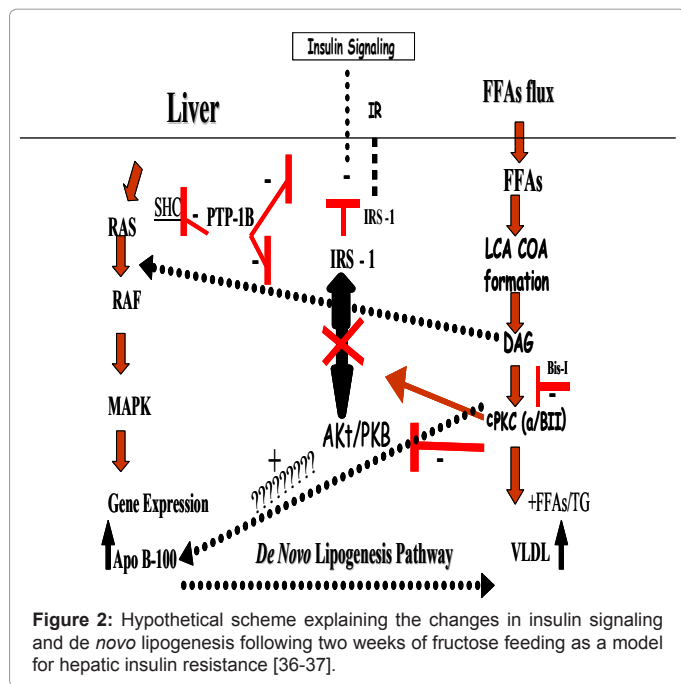 Insulin Signaling
Liver
IR
FFAs flux
-
-
SHC
-
PTP-1B
IRS -1
FFAs
RAS
-
IRS - 1
LCA COA
formation
RAF
DAG
Bis-I
-
MAPK
cPKC (α/BII)
AKt/PKB
-
+
?????????
Gene Expression
+FFAs/TG
Apo B-100
De Novo Lipogenesis Pathway
VLDL
Figure 2: Hypothetical scheme explaining the changes in insulin signaling
and de novo lipogenesis following two weeks of fructose feeding as a model
for hepatic insulin resistance [36-37].